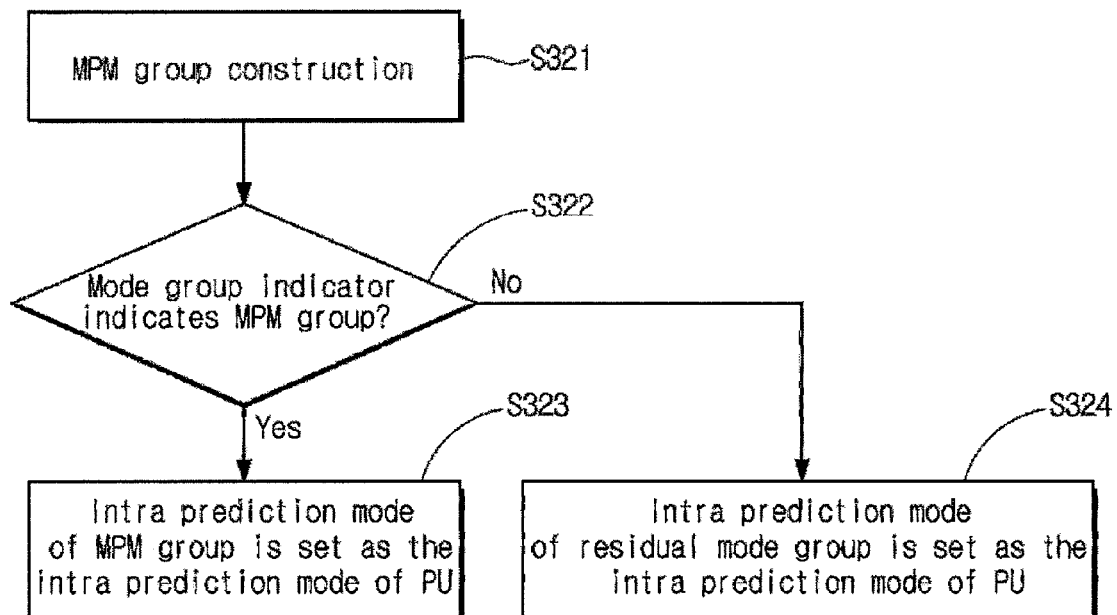 MPM group construction
S321
S322
Mode group indicator
indicates MPM group?
No
Yes
S323
Intra prediction mode
of MPM group is set as the
intra prediction mode of PU
S324
Intra prediction mode
of residual mode group is set as the
intra prediction mode of PU